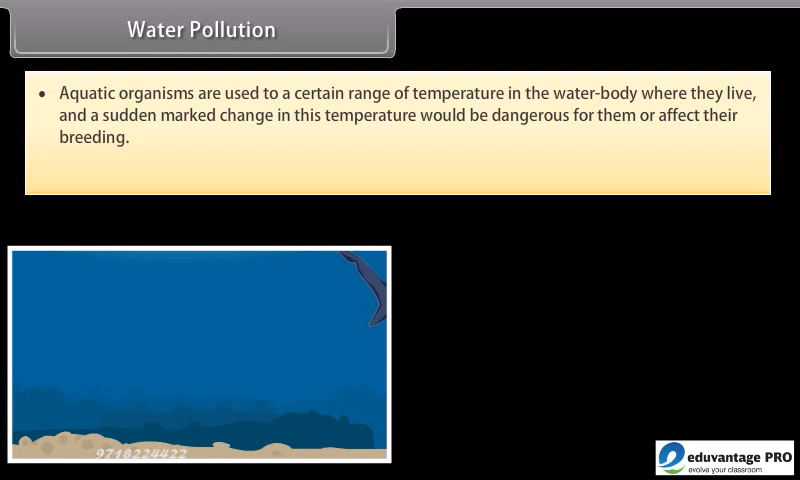 Water Pollution
• Aquatic organisms are used to a certain range of temperature in the water-body where they live,
and a sudden marked change in this temperature would be dangerous for them or affect their
breeding.
9718224422
eduvantage PRO
evolve your classroom